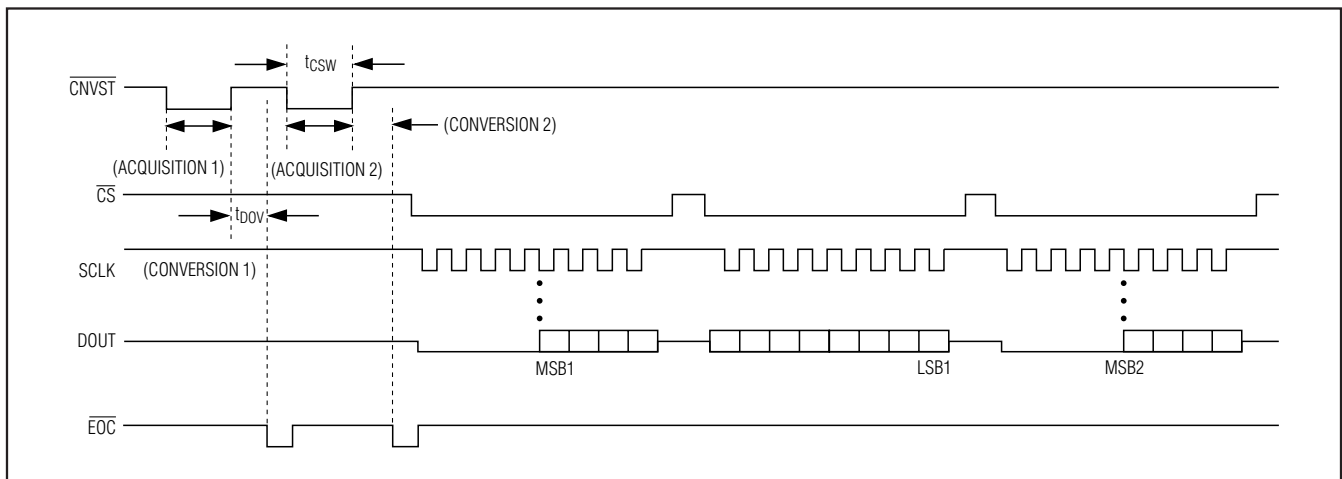 tCSW
CNVST
(CONVERSION 2)
(ACQUISITION 1)
(ACQUISITION 2)
CS
tDOV
SCLK
(CONVERSION 1)
DOUT
MSB1
LSB1
MSB2
EOC